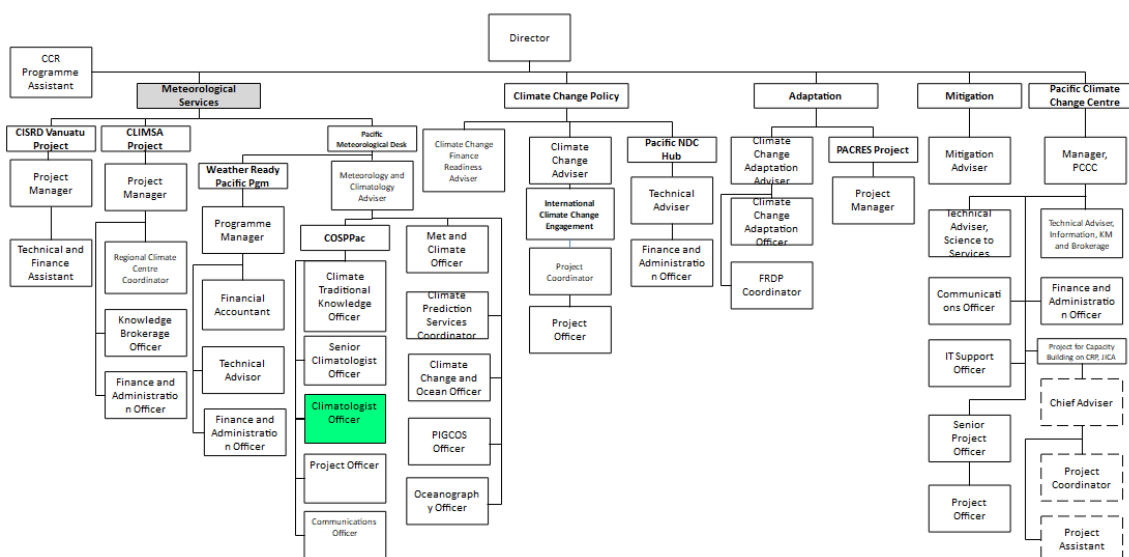 Director
CCR
Programme
Assistant
Meteorological
Services
Climate Change Policy
Adaptation
Mitigation
Pacific Climate
Change Centre
CISRD Vanuatu
Project
CLIMSA
Project
Pacific
Meteorological Desk
Weather Ready
Pacific Pgm
Climate Change
Finance
Readiness
Adviser
Climate
Change
Adviser
Pacific NDC
Hub
Climate
Change
Adaptation
Adviser
PACRES Project
Mitigation
Adviser
Manager,
PCCC
Project
Manager
Project
Manager
Meteorology and
Climatology
Adviser
Technical
Adviser
Project
Manager
International
Climate Change
Engagement
Programme
Manager
COSPPac
Met and
Climate
Officer
Climate
Change
Adaptation
Officer
Technical
Adviser,
Science to
Services
Technical Adviser,
Information, KM
and Brokerage
Technical and
Finance
Assistant
Regional Climate
Centre
Coordinator
Project
Coordinator
Finance and
Administratio
n Officer
FRDP
Coordinator
Climate
Traditional
Knowledge
Officer
Financial
Accountant
Climate
Prediction
Services
Coordinator
Project
Officer
Communicati
ons Officer
Finance and
Administratio
n Officer
Knowledge
Brokerage
Officer
Senior
Climatologist
Officer
Technical
Advisor
Climate
Change and
Ocean Officer
IT Support
Officer
Project for Capacity
Building on CRP, JICA
Finance and
Administratio
n Officer
Finance and
Administratio
n Officer
Climatologist
Officer
PIGCOS
Officer
Senior
Project
Officer
Chief Adviser
Project Officer
Oceanograph
y Officer
Project
Officer
Project
Coordinator
Communications
Officer
Project
Assistant